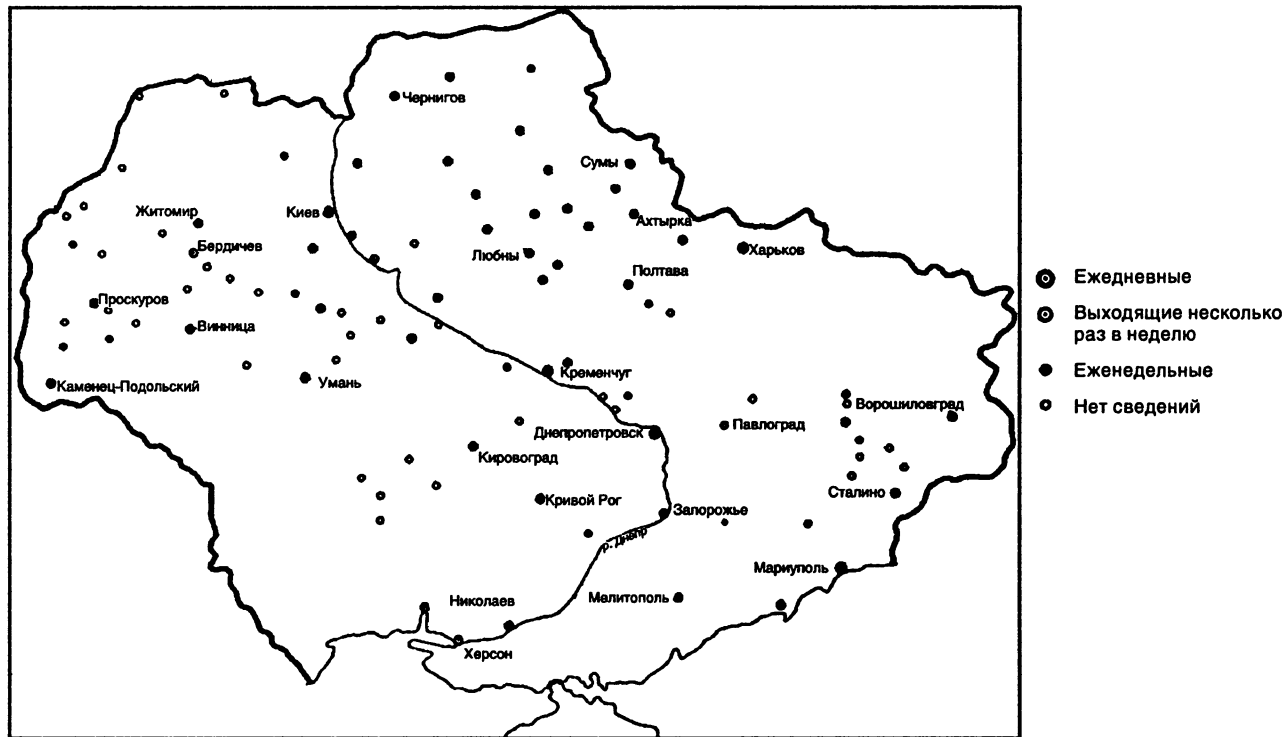 Чернигов
Сумы
Житомир
Киев
Ахтырка
Бердичев
Любны
Харьков
Полтава
Проскуров
Винница
Каменец-Подольский
Умань
Кременчуг
Ворошиловград
Днепропетровск
Павлоград
Кировоград
Сталино
Кривой Рог
Запорожье
р. Днепр
Мариуполь
Николаев
Мелитополь
Херсон
Ежедневные
Выходящие несколько
раз в неделю
Еженедельные
Нет сведений